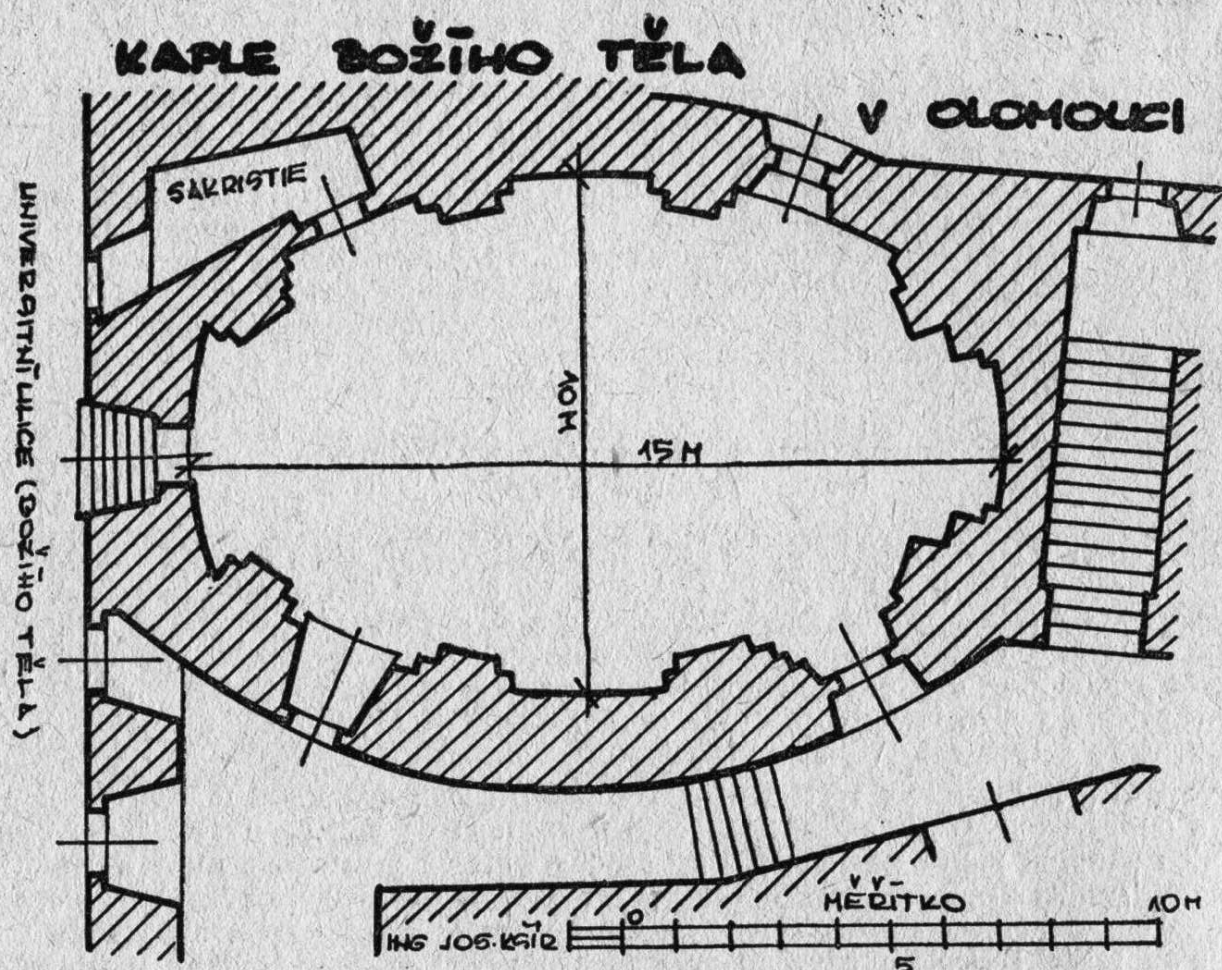 KAPLE BOŽÍHO TĚLA
V OLOMOUCI
SAKRISTIE
UNIVERSITNÍ ULICE (BOŽÍHO TĚLA)
10 M
15 M
MĚŘÍTKO
0
10 M
ING JOS. KŠÍR
5